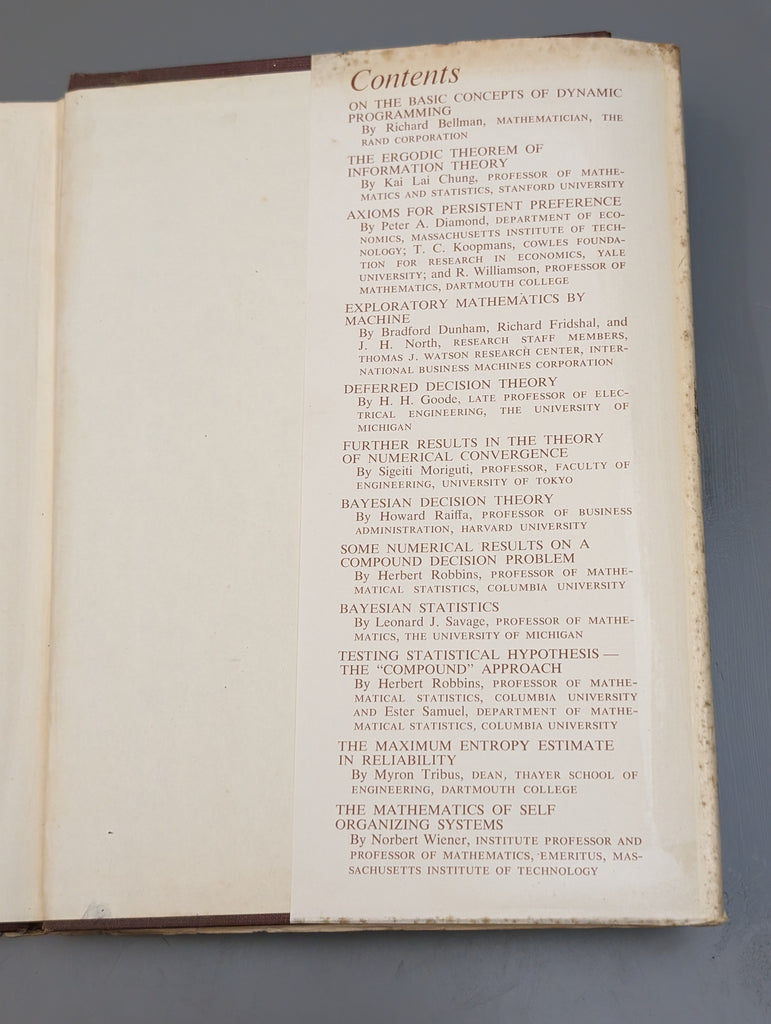 Contents
ON THE BASIC CONCEPTS OF DYNAMIC
PROGRAMMING
By Richard Bellman, MATHEMATICIAN, THE
RAND CORPORATION
THE ERGODIC THEOREM OF
INFORMATION THEORY
By Kai Lai Chung, PROFESSOR OF MATHE-
MATICS AND STATISTICS, STANFORD UNIVERSITY
AXIOMS FOR PERSISTENT PREFERENCE
By Peter A. Diamond, DEPARTMENT OF ECO-
NOMICS, MASSACHUSETTS INSTITUTE OF TECH-
NOLOGY; T. C. Koopmans, COWLES FOUNDA-
TION FOR RESEARCH IN ECONOMICS, YALE
UNIVERSITY; and R. Williamson, PROFESSOR OF
MATHEMATICS, DARTMOUTH COLLEGE
EXPLORATORY MATHEMATICS BY
MACHINE
By Bradford Dunham, Richard Fridshal, and
J. H. North, RESEARCH STAFF MEMBERS,
THOMAS J. WATSON RESEARCH CENTER, INTER-
NATIONAL BUSINESS MACHINES CORPORATION
DEFERRED DECISION THEORY
By H. H. Goode, LATE PROFESSOR OF ELEC-
TRICAL ENGINEERING, THE UNIVERSITY OF
MICHIGAN
FURTHER RESULTS IN THE THEORY
OF NUMERICAL CONVERGENCE
By Sigeiti Moriguti, PROFESSOR, FACULTY OF
ENGINEERING, UNIVERSITY OF TOKYO
BAYESIAN DECISION THEORY
By Howard Raiffa, PROFESSOR OF BUSINESS
ADMINISTRATION, HARVARD UNIVERSITY
SOME NUMERICAL RESULTS ON A
COMPOUND DECISION PROBLEM
By Herbert Robbins, PROFESSOR OF MATHE-
MATICAL STATISTICS, COLUMBIA UNIVERSITY
BAYESIAN STATISTICS
By Leonard J. Savage, PROFESSOR OF MATHE-
MATICS, THE UNIVERSITY OF MICHIGAN
TESTING STATISTICAL HYPOTHESIS —
THE "COMPOUND" APPROACH
By Herbert Robbins, PROFESSOR OF MATHE-
MATICAL STATISTICS, COLUMBIA UNIVERSITY
AND Ester Samuel, DEPARTMENT OF MATHE-
MATICAL STATISTICS, COLUMBIA UNIVERSITY
THE MAXIMUM ENTROPY ESTIMATE
IN RELIABILITY
By Myron Tribus, DEAN, THAYER SCHOOL OF
ENGINEERING, DARTMOUTH COLLEGE
THE MATHEMATICS OF SELF
ORGANIZING SYSTEMS
By Norbert Wiener, INSTITUTE PROFESSOR AND
PROFESSOR OF MATHEMATICS, EMERITUS, MAS-
SACHUSETTS INSTITUTE OF TECHNOLOGY